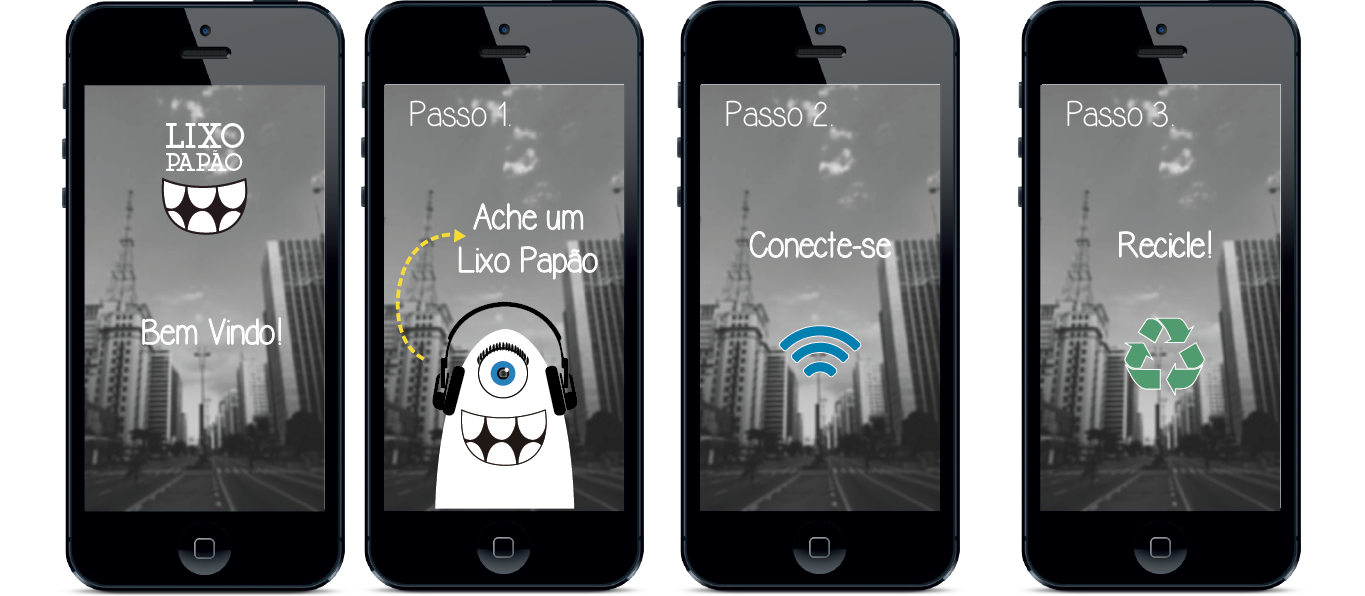 LIXO
PAPÃO
Bem Vindo!
Passo 1.
Ache um
Lixo Papão
Passo 2.
Conecte-se
Passo 3.
Recicle!